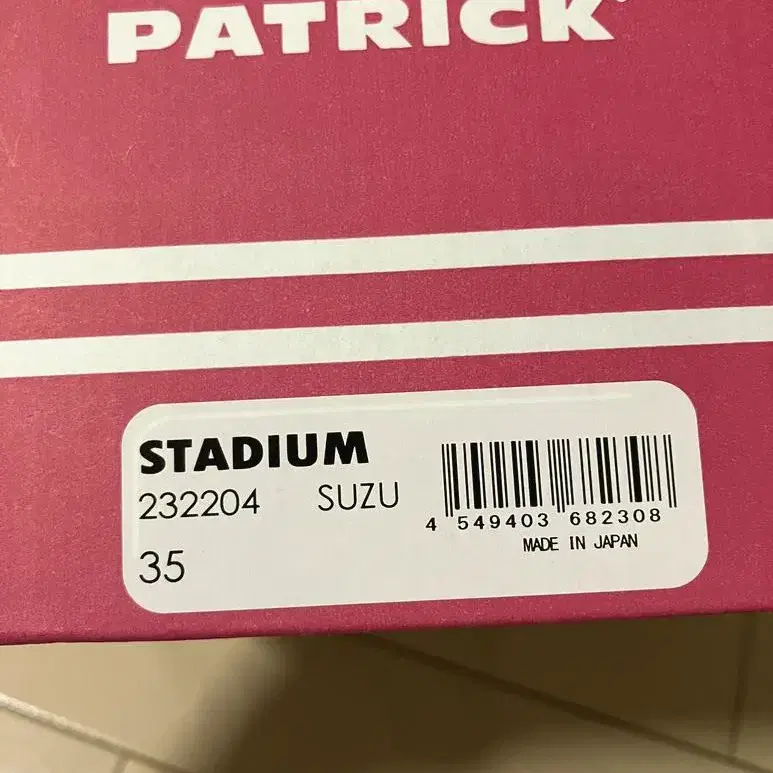 PATRICK
STADIUM
232204 SUZU
4 549403 682308
MADE IN JAPAN
35